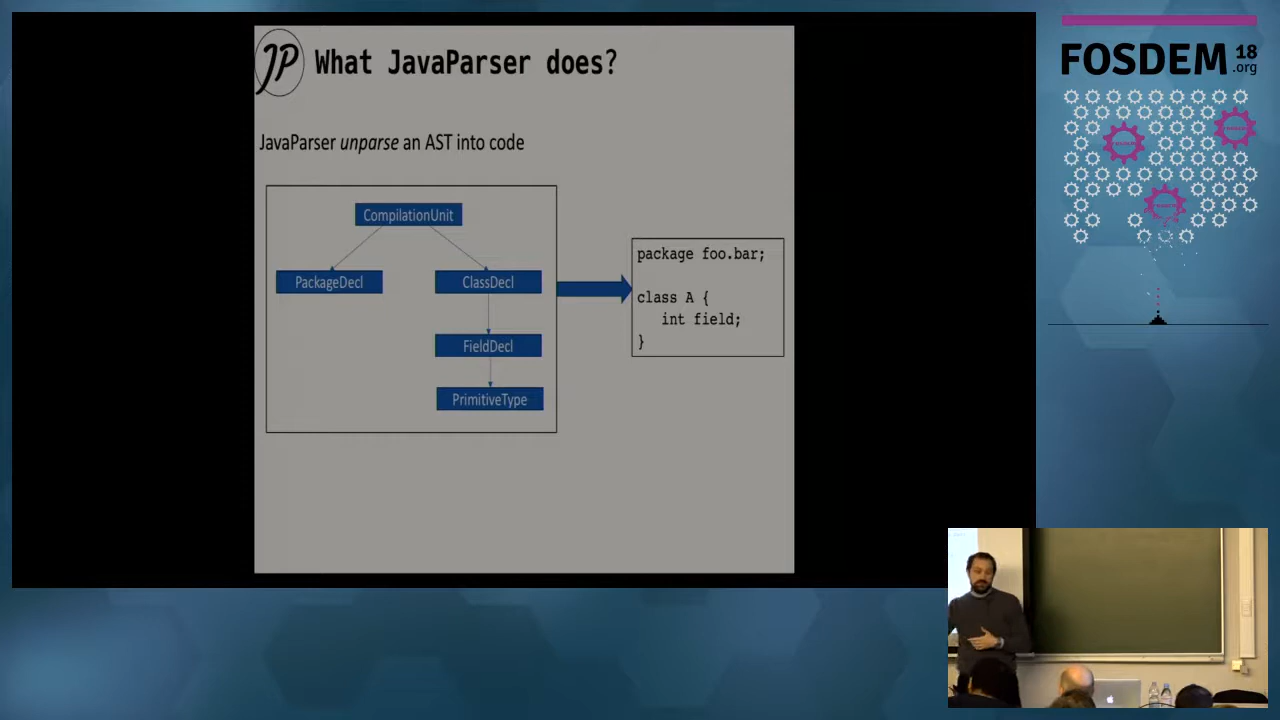 What JavaParser does?
JavaParser unparse an AST into code
CompilationUnit
PackageDecl
ClassDecl
FieldDecl
PrimitiveType
package foo.bar;
class A {
int field;
}
JP
FOSDEM 18
.org